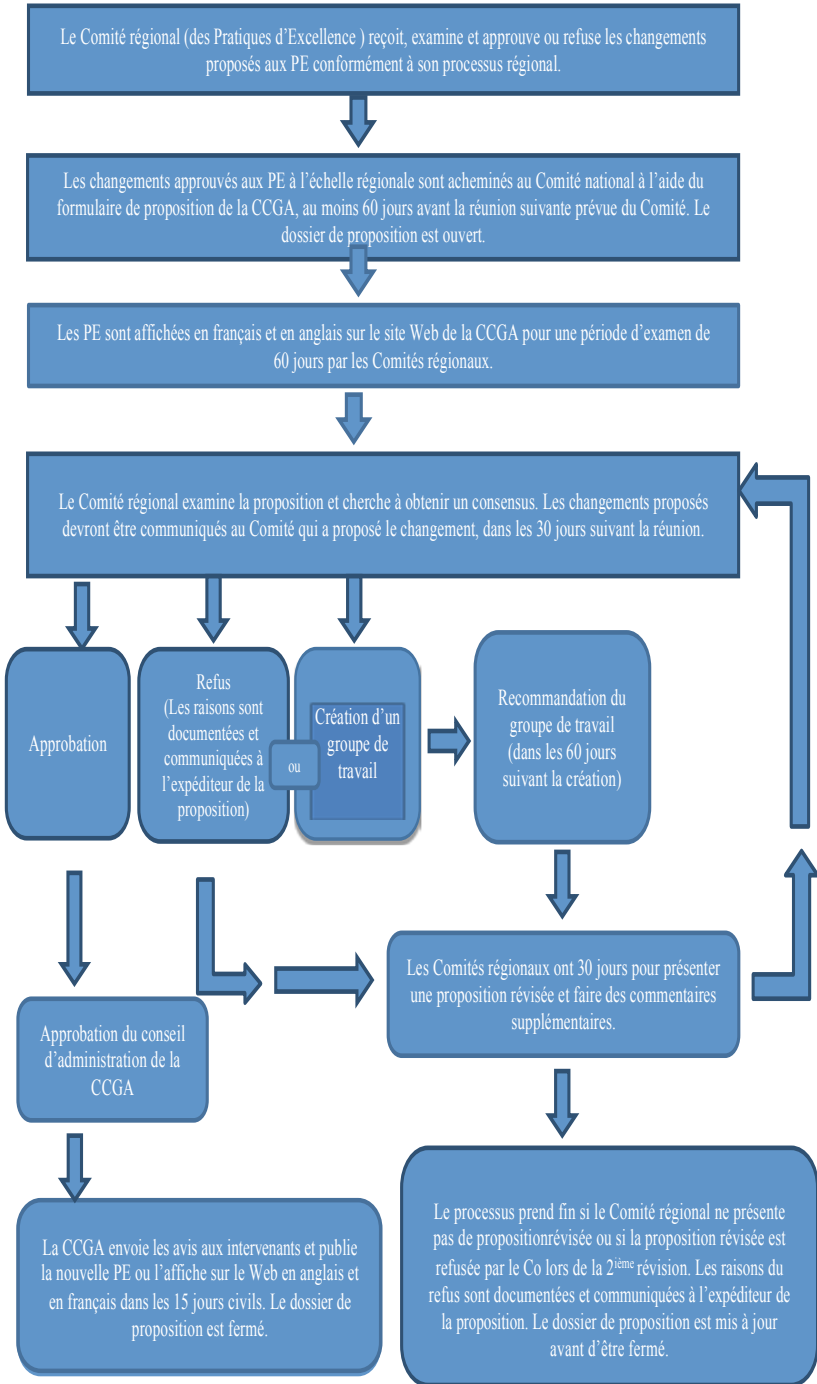 Le Comité régional (des Pratiques d’Excellence ) reçoit, examine et approuve ou refuse les changements
proposés aux PE conformément à son processus régional.
Les changements approuvés aux PE à l’échelle régionale sont acheminés au Comité national à l’aide du
formulaire de proposition de la CCGA, au moins 60 jours avant la réunion suivante prévue du Comité. Le
dossier de proposition est ouvert.
Les PE sont affichées en français et en anglais sur le site Web de la CCGA pour une période d’examen de
60 jours par les Comités régionaux.
Le Comité régional examine la proposition et cherche à obtenir un consensus. Les changements proposés
devront être communiqués au Comité qui a proposé le changement, dans les 30 jours suivant la réunion.
Approbation
Refus
(Les raisons sont
documentées et
communiquées à
l’expéditeur de la
proposition)
ou
Création d’un
groupe de
travail
Recommandation du
groupe de travail
(dans les 60 jours
suivant la création)
Les Comités régionaux ont 30 jours pour présenter
une proposition révisée et faire des commentaires
supplémentaires.
Approbation du conseil
d’administration de la
CCGA
La CCGA envoie les avis aux intervenants et publie
la nouvelle PE ou l’affiche sur le Web en anglais et
en français dans les 15 jours civils. Le dossier de
proposition est fermé.
Le processus prend fin si le Comité régional ne présente
pas de propositionrévisée ou si la proposition révisée est
refusée par le Co lors de la 2ième révision. Les raisons du
refus sont documentées et communiquées à l’expéditeur de
la proposition. Le dossier de proposition est mis à jour
avant d’être fermé.